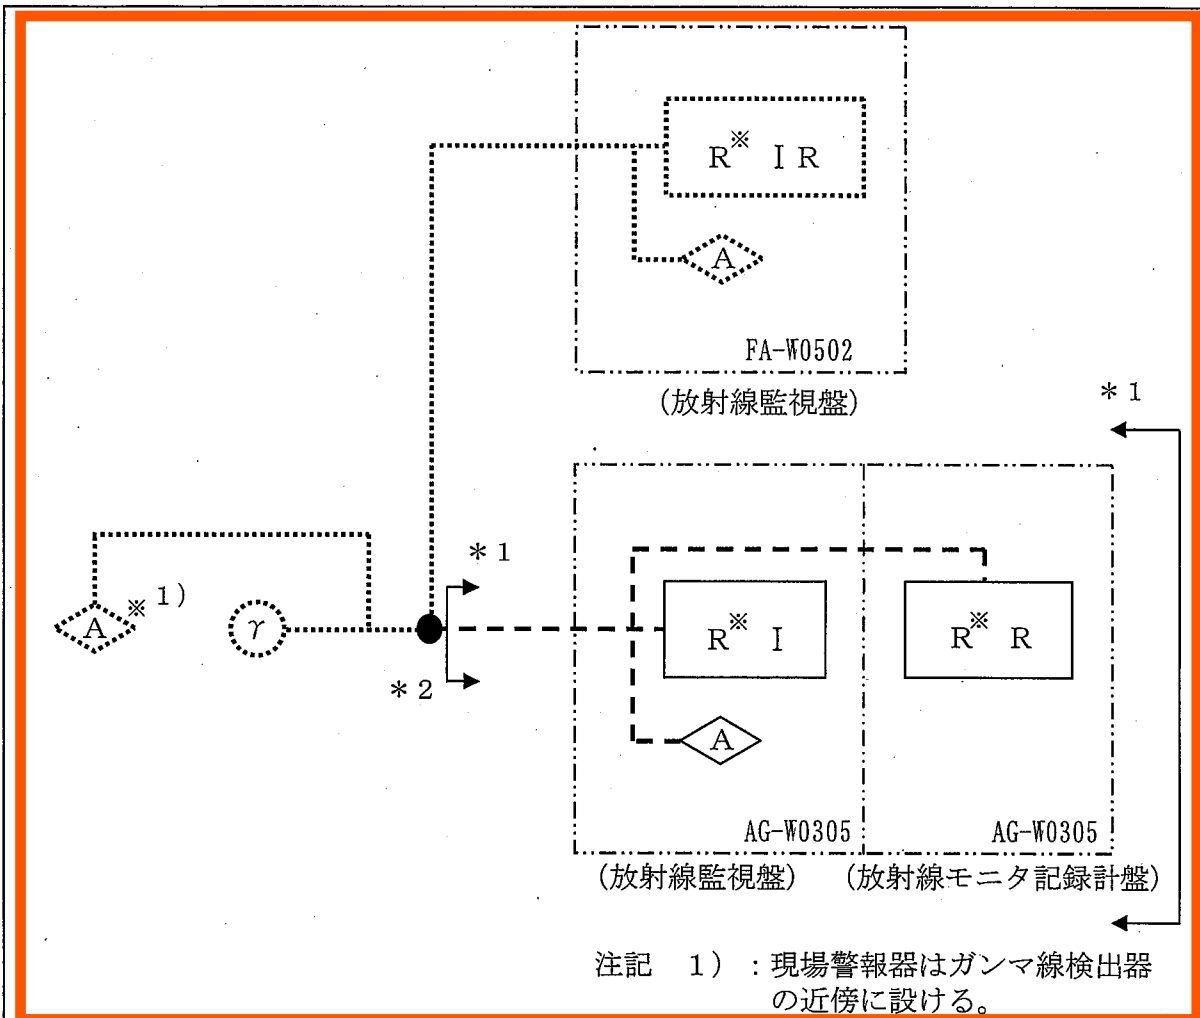 R※ I R
A
FA-W0502
(放射線監視盤)
*1
*1
A※1)
γ
R※ I
R※ R
*2
A
AG-W0305
AG-W0305
(放射線監視盤)
(放射線モニタ記録計盤)
注記 1) : 現場警報器はガンマ線検出器
の近傍に設ける。